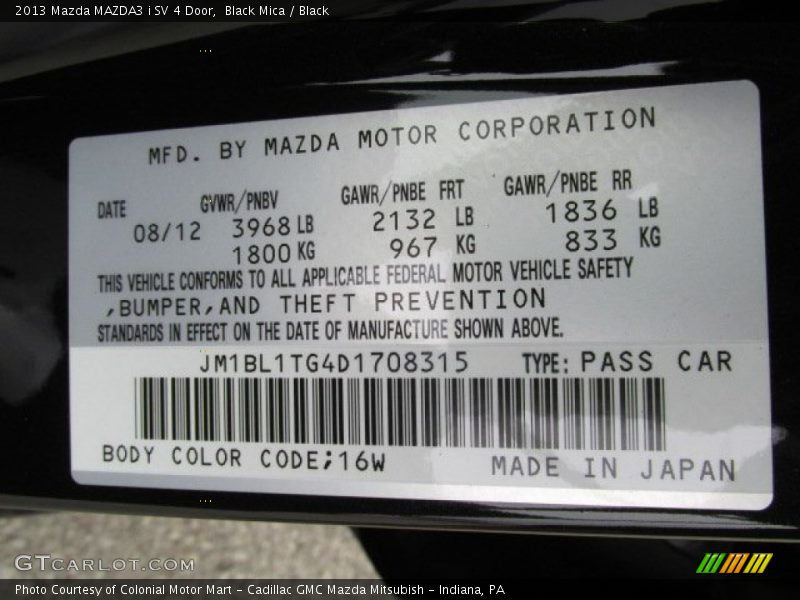 2013 Mazda MAZDA3 i SV 4 Door,  Black Mica / Black
MFD. BY MAZDA MOTOR CORPORATION
DATE GVWR/PNBV GAWR/PNBE FRT GAWR/PNBE RR
08/12 3968 LB 2132 LB 1836 LB
1800 KG 967 KG 833 KG
THIS VEHICLE CONFORMS TO ALL APPLICABLE FEDERAL MOTOR VEHICLE SAFETY
,BUMPER,AND THEFT PREVENTION
STANDARDS IN EFFECT ON THE DATE OF MANUFACTURE SHOWN ABOVE.
JM1BL1TG4D1708315 TYPE: PASS CAR
BODY COLOR CODE;16W MADE IN JAPAN
GTCARLOT.COM
Photo Courtesy of Colonial Motor Mart - Cadillac GMC Mazda Mitsubish - Indiana, PA